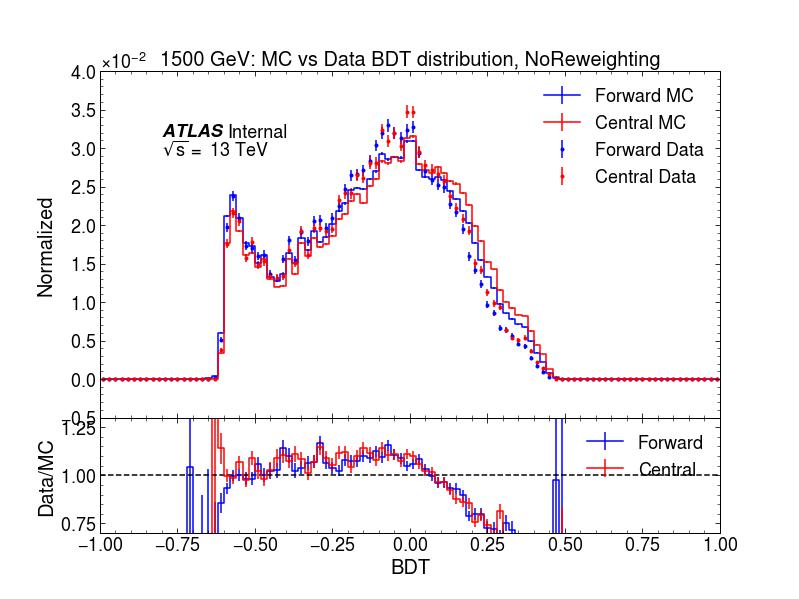 ×10⁻² 1500 GeV: MC vs Data BDT distribution, NoReweighting
4.0
3.5
3.0
2.5
2.0
1.5
1.0
0.5
0.0
0.5
Normalized
ATLAS Internal
√s = 13 TeV
Forward MC
Central MC
Forward Data
Central Data
1.25
1.00
0.75
Data/MC
Forward
Central
−1.00 −0.75 −0.50 −0.25 0.00 0.25 0.50 0.75 1.00
BDT